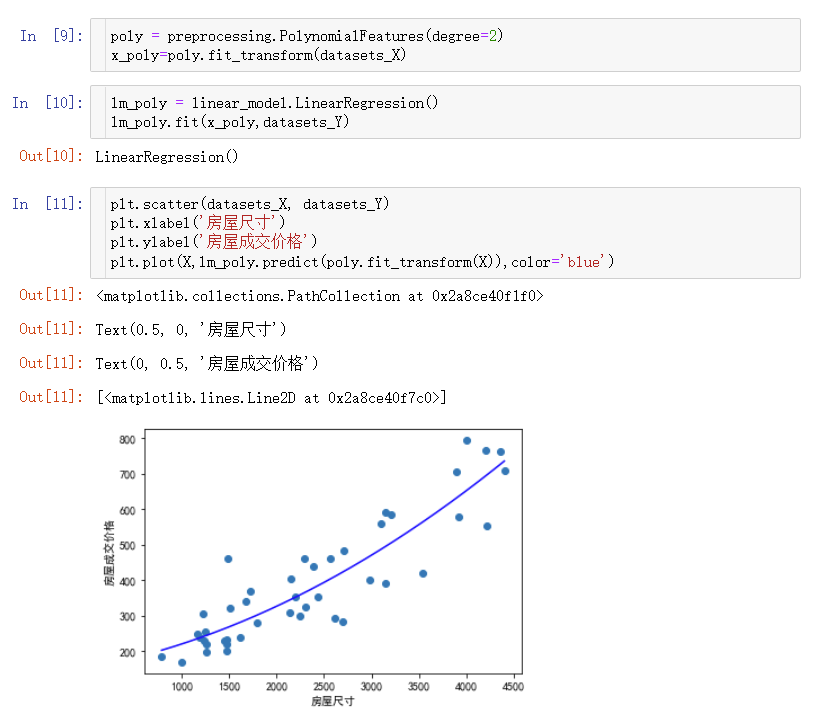 In [9]:
poly = preprocessing.PolynomialFeatures(degree=2)
x_poly=poly.fit_transform(datasets_X)
In [10]:
lm_poly = linear_model.LinearRegression()
lm_poly.fit(x_poly,datasets_Y)
Out[10]: LinearRegression()
In [11]:
plt.scatter(datasets_X, datasets_Y)
plt.xlabel('房屋尺寸')
plt.ylabel('房屋成交价格')
plt.plot(X,lm_poly.predict(poly.fit_transform(X)),color='blue')
Out[11]: <matplotlib.collections.PathCollection at 0x2a8ce40f1f0>
Out[11]: Text(0.5, 0, '房屋尺寸')
Out[11]: Text(0, 0.5, '房屋成交价格')
Out[11]: [<matplotlib.lines.Line2D at 0x2a8ce40f7c0>]
800
700
600
500
400
300
200
房屋成交价格
1000 1500 2000 2500 3000 3500 4000 4500
房屋尺寸